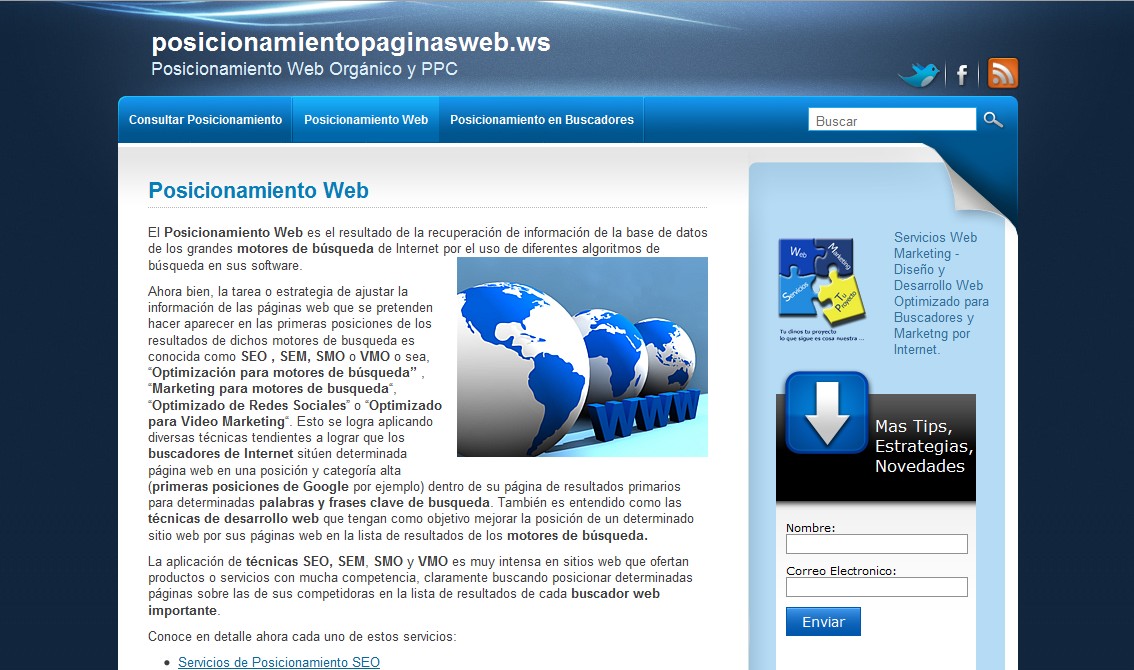 posicionamientopaginasweb.ws
Posicionamiento Web Orgánico y PPC
Consultar Posicionamiento
Posicionamiento Web
Posicionamiento en Buscadores
Buscar
Posicionamiento Web
El Posicionamiento Web es el resultado de la recuperación de información de la base de datos
de los grandes motores de búsqueda de Internet por el uso de diferentes algoritmos de
búsqueda en sus software.
Ahora bien, la tarea o estrategia de ajustar la
información de las páginas web que se pretenden
hacer aparecer en las primeras posiciones de los
resultados de dichos motores de busqueda es
conocida como SEO , SEM, SMO o VMO o sea,
“Optimización para motores de búsqueda” ,
“Marketing para motores de busqueda“,
“Optimizado de Redes Sociales” o “Optimizado
para Video Marketing“. Esto se logra aplicando
diversas técnicas tendientes a lograr que los
buscadores de Internet sitúen determinada
página web en una posición y categoría alta
(primeras posiciones de Google por ejemplo) dentro de su página de resultados primarios
para determinadas palabras y frases clave de busqueda. También es entendido como las
técnicas de desarrollo web que tengan como objetivo mejorar la posición de un determinado
sitio web por sus páginas web en la lista de resultados de los motores de búsqueda.
La aplicación de técnicas SEO, SEM, SMO y VMO es muy intensa en sitios web que ofertan
productos o servicios con mucha competencia, claramente buscando posicionar determinadas
páginas sobre las de sus competidoras en la lista de resultados de cada buscador web
importante.
Conoce en detalle ahora cada uno de estos servicios:
Servicios de Posicionamiento SEO
WWW
Web
Marketing
Servicios
Tu Proyecto
Tu dinos tu proyecto
lo que sigue es cosa nuestra ...
Servicios Web
Marketing -
Diseño y
Desarrollo Web
Optimizado para
Buscadores y
Marketng por
Internet.
Mas Tips,
Estrategias,
Novedades
Nombre:
Correo Electronico:
Enviar